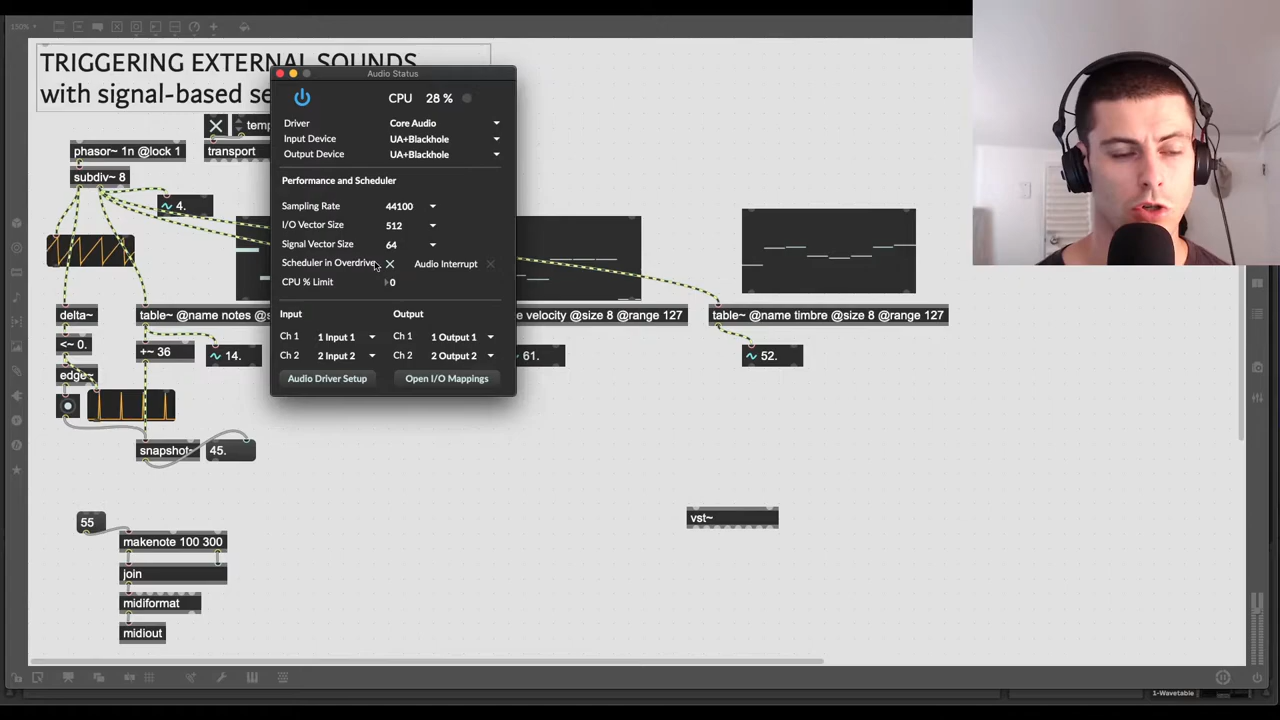 150%
TRIGGERING EXTERNAL SOUNDS
with signal-based se
Audio Status
CPU 28 %
Driver Core Audio
Input Device UA+Blackhole
Output Device UA+Blackhole
Performance and Scheduler
Sampling Rate 44100
I/O Vector Size 512
Signal Vector Size 64
Scheduler in Overdrive Audio Interrupt
CPU % Limit 0
Input Output
Ch 1 1 Input 1 Ch 1 1 Output 1
Ch 2 2 Input 2 Ch 2 2 Output 2
Audio Driver Setup Open I/O Mappings
temp
phasor~ 1n @lock 1
transport
subdiv~ 8
4.
delta~
table~ @name notes @s
e velocity @size 8 @range 127
table~ @name timbre @size 8 @range 127
<~ 0.
+~ 36
14.
61.
52.
edge~
snapshot~
45.
55
vst~
makenote 100 300
join
midiformat
midiout
1-Wavetable